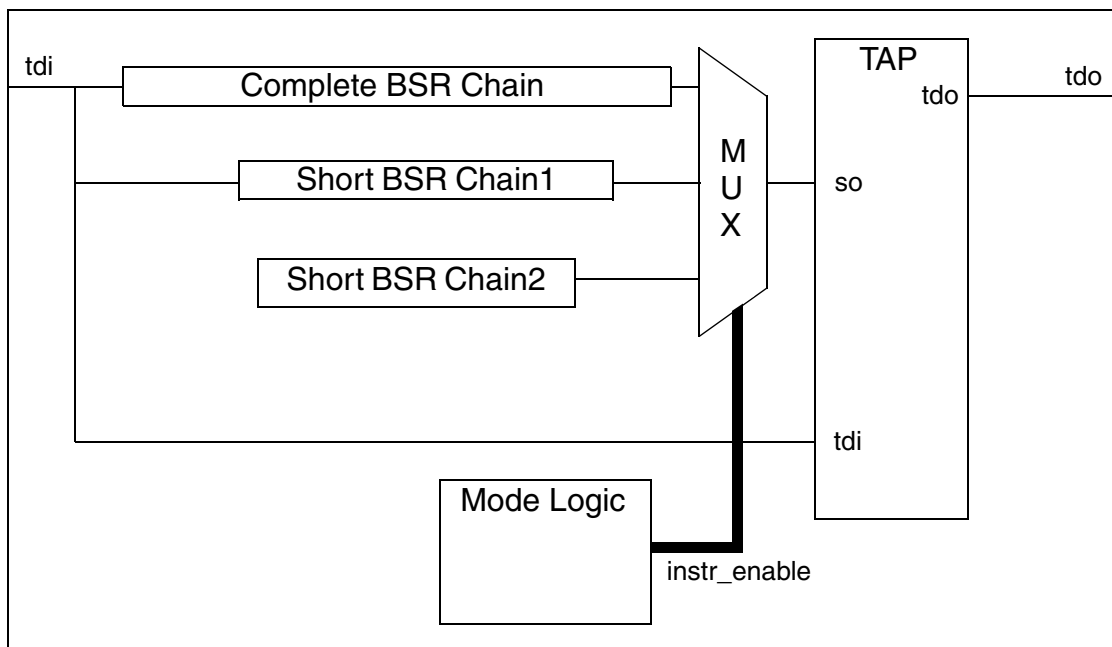 tdi
Complete BSR Chain
TAP
tdo
tdo
M
U
X
Short BSR Chain1
so
Short BSR Chain2
tdi
Mode Logic
instr_enable